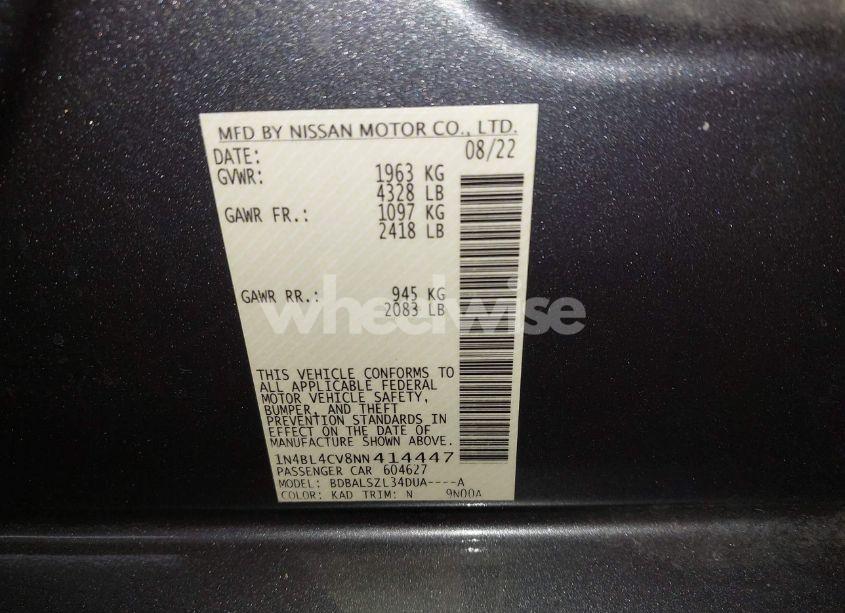 MFD BY NISSAN MOTOR CO., LTD.
DATE: 08/22
GVWR: 1963 KG
4328 LB
GAWR FR.: 1097 KG
2418 LB
GAWR RR.: 945 KG
2083 LB
wheelwise
THIS VEHICLE CONFORMS TO
ALL APPLICABLE FEDERAL
MOTOR VEHICLE SAFETY,
BUMPER, AND THEFT
PREVENTION STANDARDS IN
EFFECT ON THE DATE OF
MANUFACTURE SHOWN ABOVE.
1N4BL4CV8NN414447
PASSENGER CAR 604627
MODEL: BDBALSZL34DUA----A
COLOR: KAD TRIM: N 9N00A